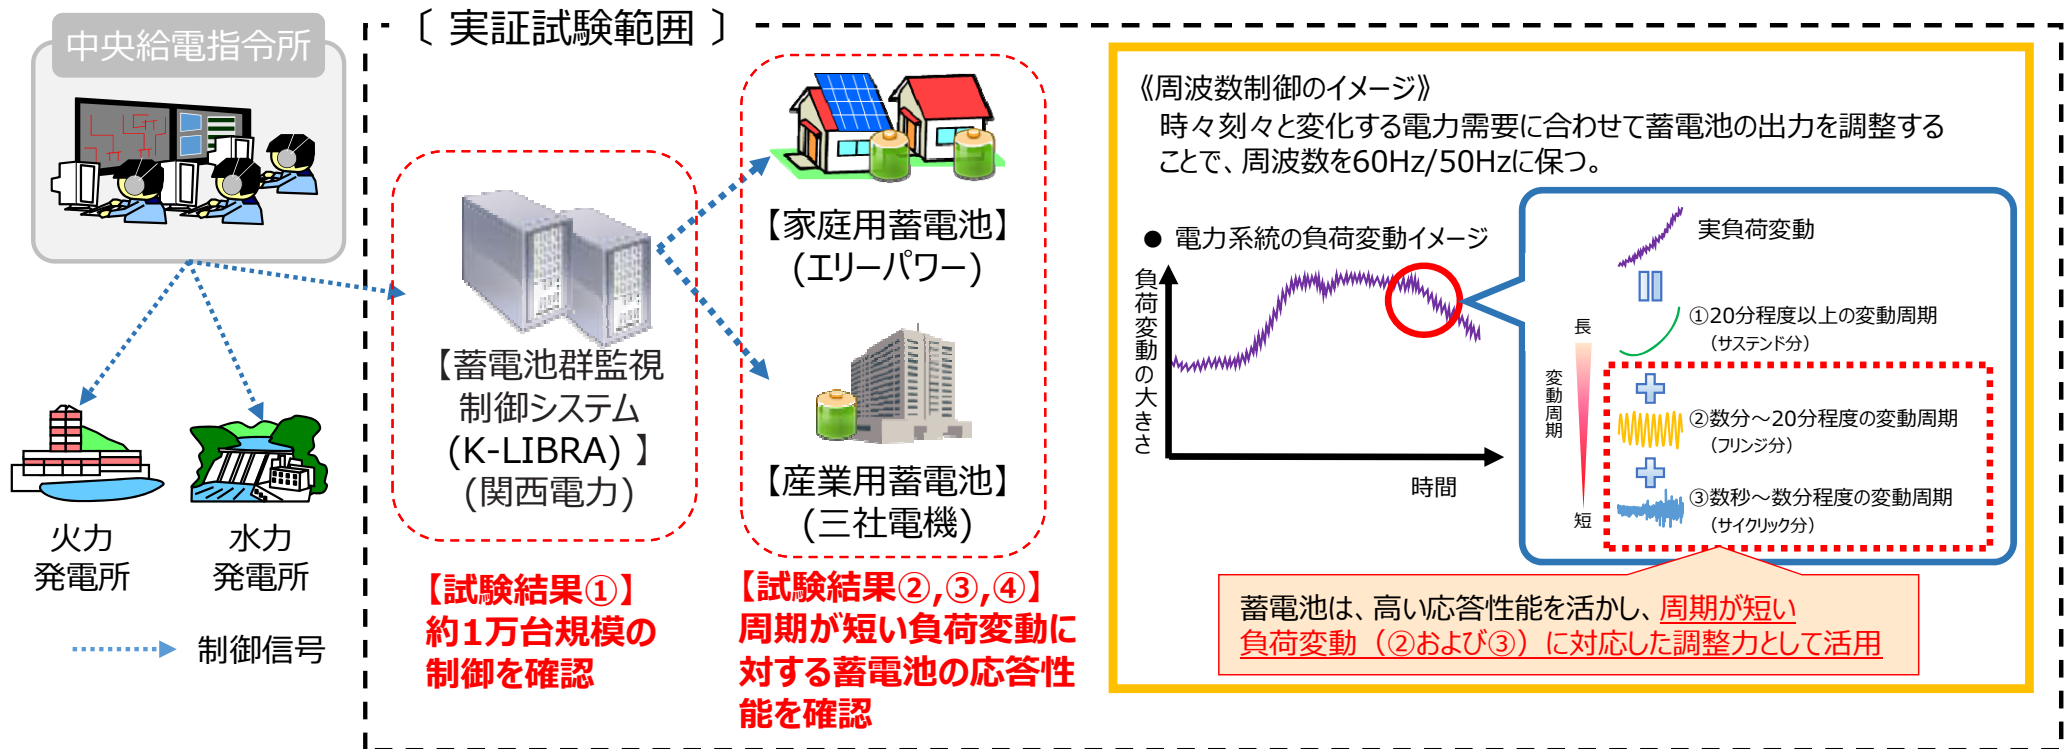 中央給電指令所
〔 実証試験範囲 〕
火力
発電所
水力
発電所
制御信号
【蓄電池群監視
制御システム
(K-LIBRA) 】
(関西電力)
【試験結果①】
約1万台規模の
制御を確認
【家庭用蓄電池】
(エリーパワー)
【産業用蓄電池】
(三社電機)
【試験結果②,③,④】
周期が短い負荷変動に
対する蓄電池の応答性
能を確認
《周波数制御のイメージ》
時々刻々と変化する電力需要に合わせて蓄電池の出力を調整する
ことで、周波数を60Hz/50Hzに保つ。
● 電力系統の負荷変動イメージ
負荷変動の大きさ
時間
実負荷変動
長
変動周期
短
①20分程度以上の変動周期
（サステンド分）
②数分～20分程度の変動周期
（フリンジ分）
③数秒～数分程度の変動周期
（サイクリック分）
蓄電池は、高い応答性能を活かし、周期が短い
負荷変動（②および③）に対応した調整力として活用